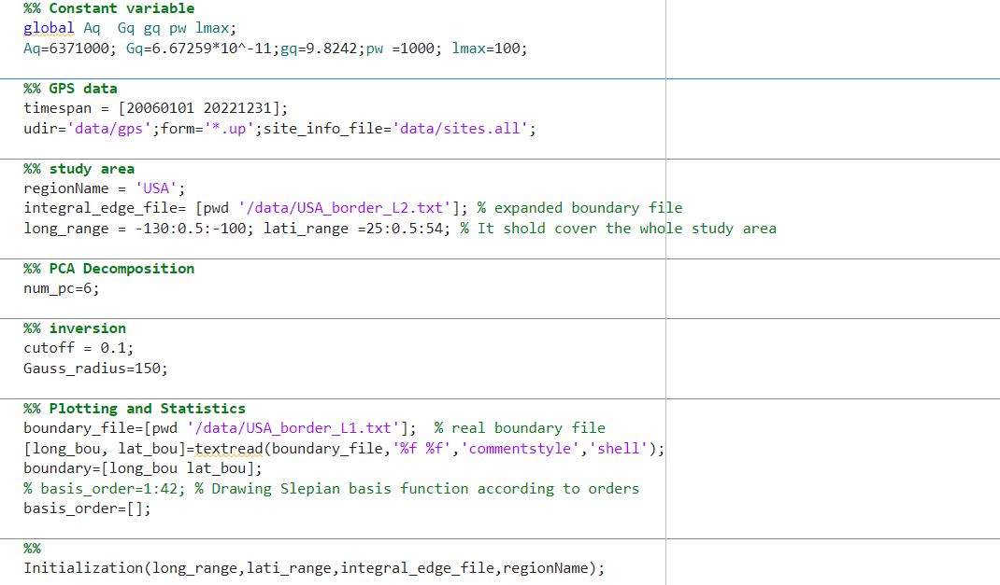 %% Constant variable
global Aq  Gq gq pw lmax;
Aq=6371000; Gq=6.67259*10^-11;gq=9.8242;pw =1000; lmax=100;
%% GPS data
timespan = [20060101 20221231];
udir='data/gps';form='*.up';site_info_file='data/sites.all';
%% study area
regionName = 'USA';
integral_edge_file= [pwd '/data/USA_border_L2.txt']; % expanded boundary file
long_range = -130:0.5:-100; lati_range =25:0.5:54; % It shold cover the whole study area
%% PCA Decomposition
num_pc=6;
%% inversion
cutoff = 0.1;
Gauss_radius=150;
%% Plotting and Statistics
boundary_file=[pwd '/data/USA_border_L1.txt'];  % real boundary file
[long_bou, lat_bou]=textread(boundary_file,'%f %f','commentstyle','shell');
boundary=[long_bou lat_bou];
% basis_order=1:42; % Drawing Slepian basis function according to orders
basis_order=[];
%%
Initialization(long_range,lati_range,integral_edge_file,regionName);